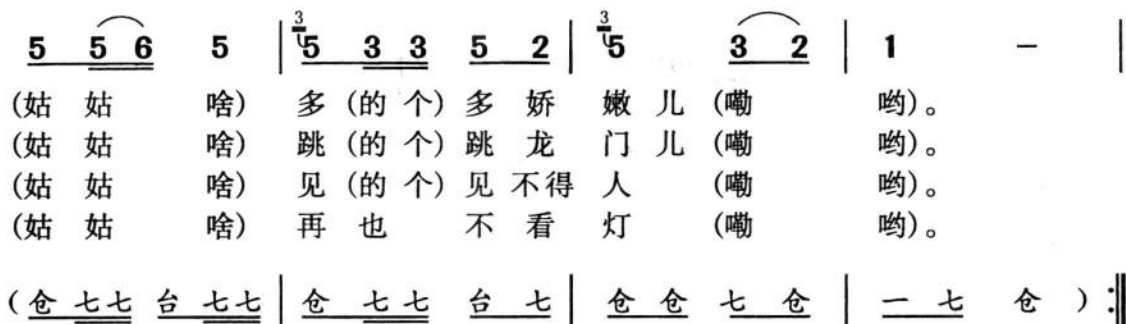 5 5 6 5 | 3 5 3 3 5 2 | 3 5 3 2 | 1 － |
(姑 姑 啥) 多 (的 个) 多 娇 嫩 儿 (嘞 哟)。
(姑 姑 啥) 跳 (的 个) 跳 龙 门 儿 (嘞 哟)。
(姑 姑 啥) 见 (的 个) 见 不得 人 (嘞 哟)。
(姑 姑 啥) 再 也 不 看 灯 (嘞 哟)。
(仓 七七 台 七七 | 仓 七七 台 七 | 仓 仓 七 仓 | 一 七 仓 ) :‖